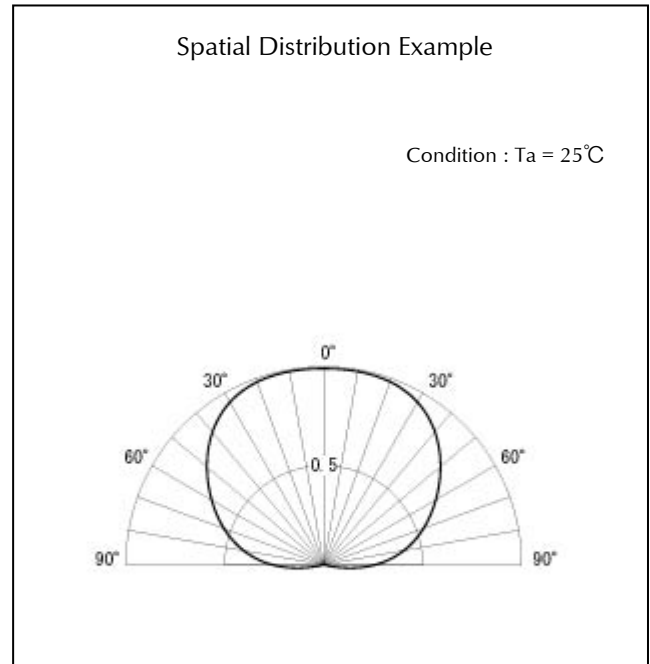 Spatial Distribution Example
Condition : Ta = 25℃
0°
30° 30°
60° 0. 5 60°
90° 90°